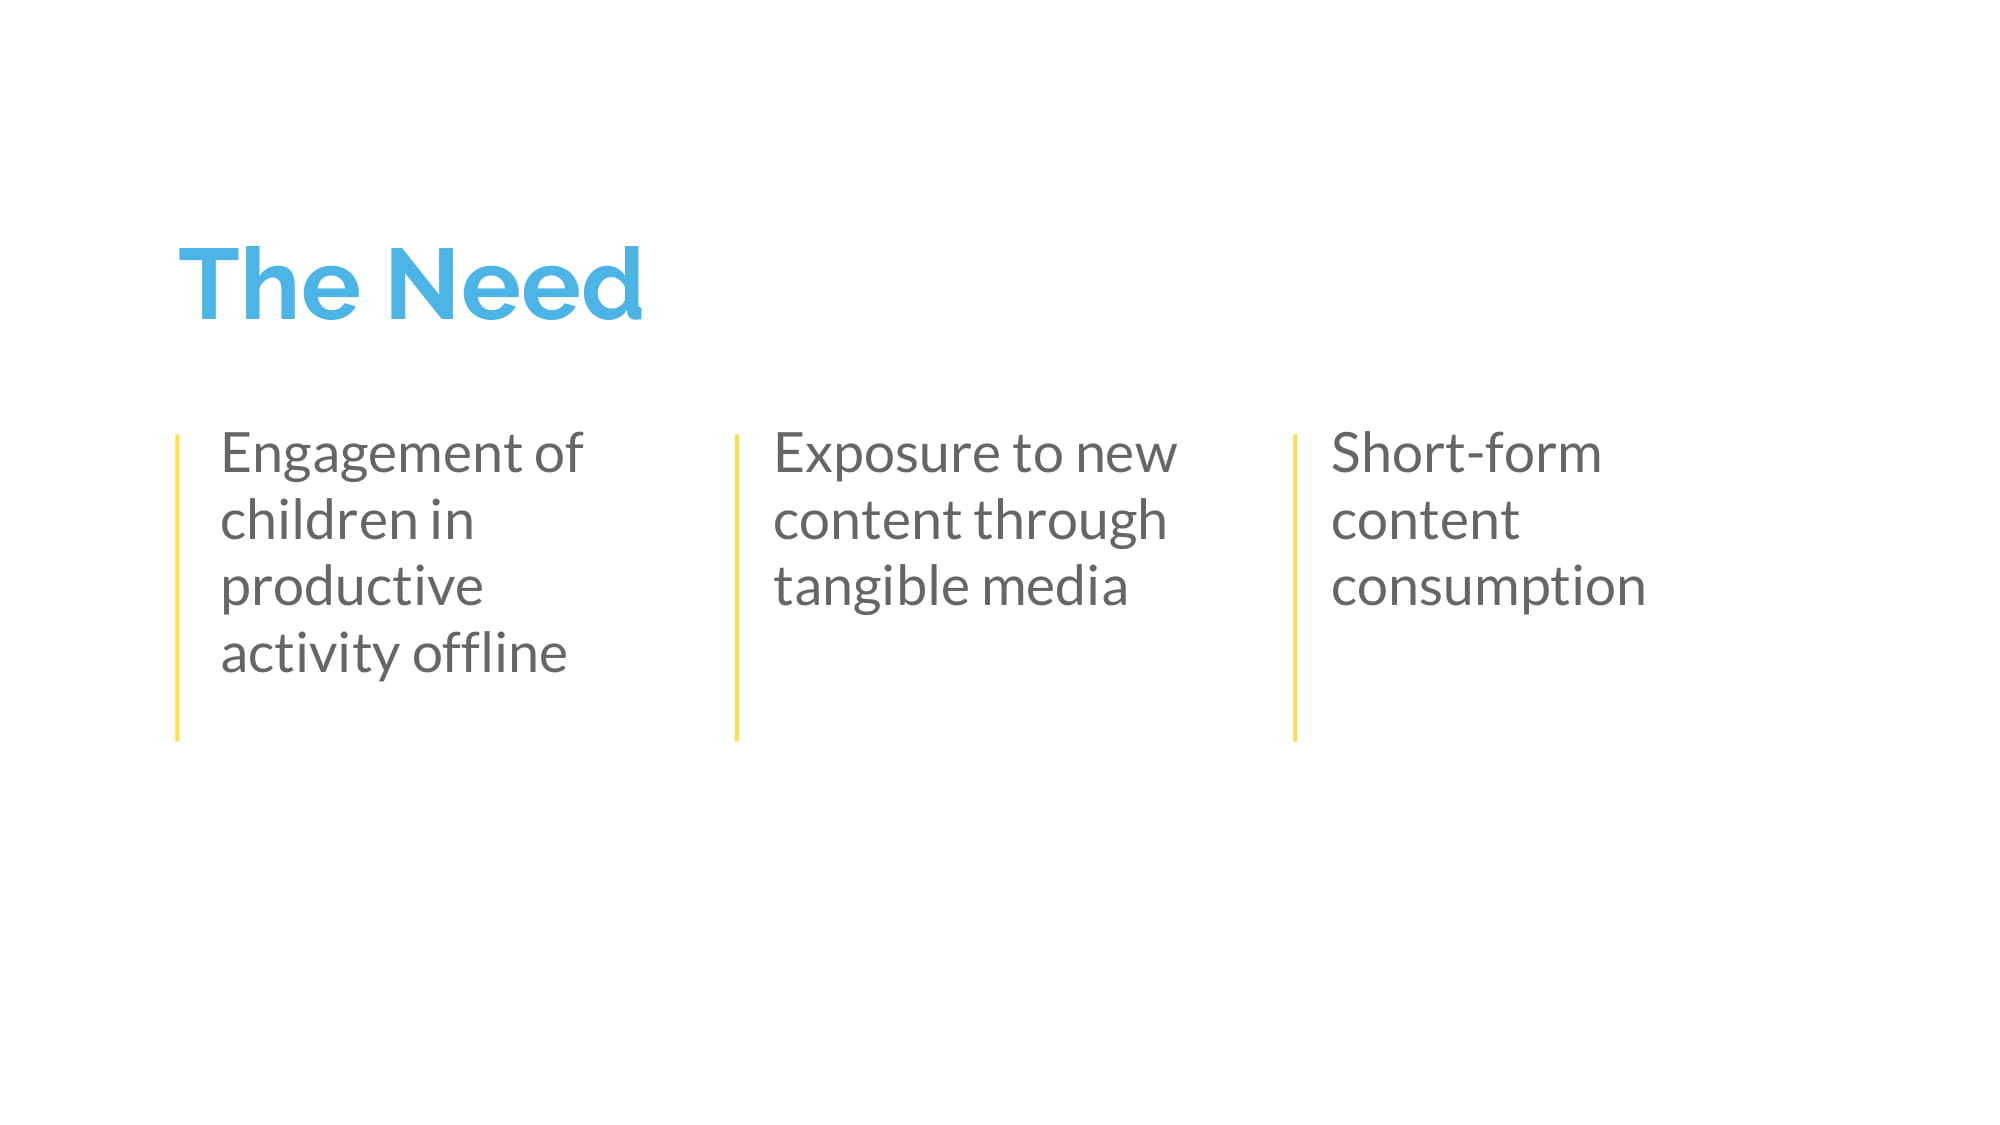 The Need
Engagement of
children in
productive
activity offline
Exposure to new
content through
tangible media
Short-form
content
consumption